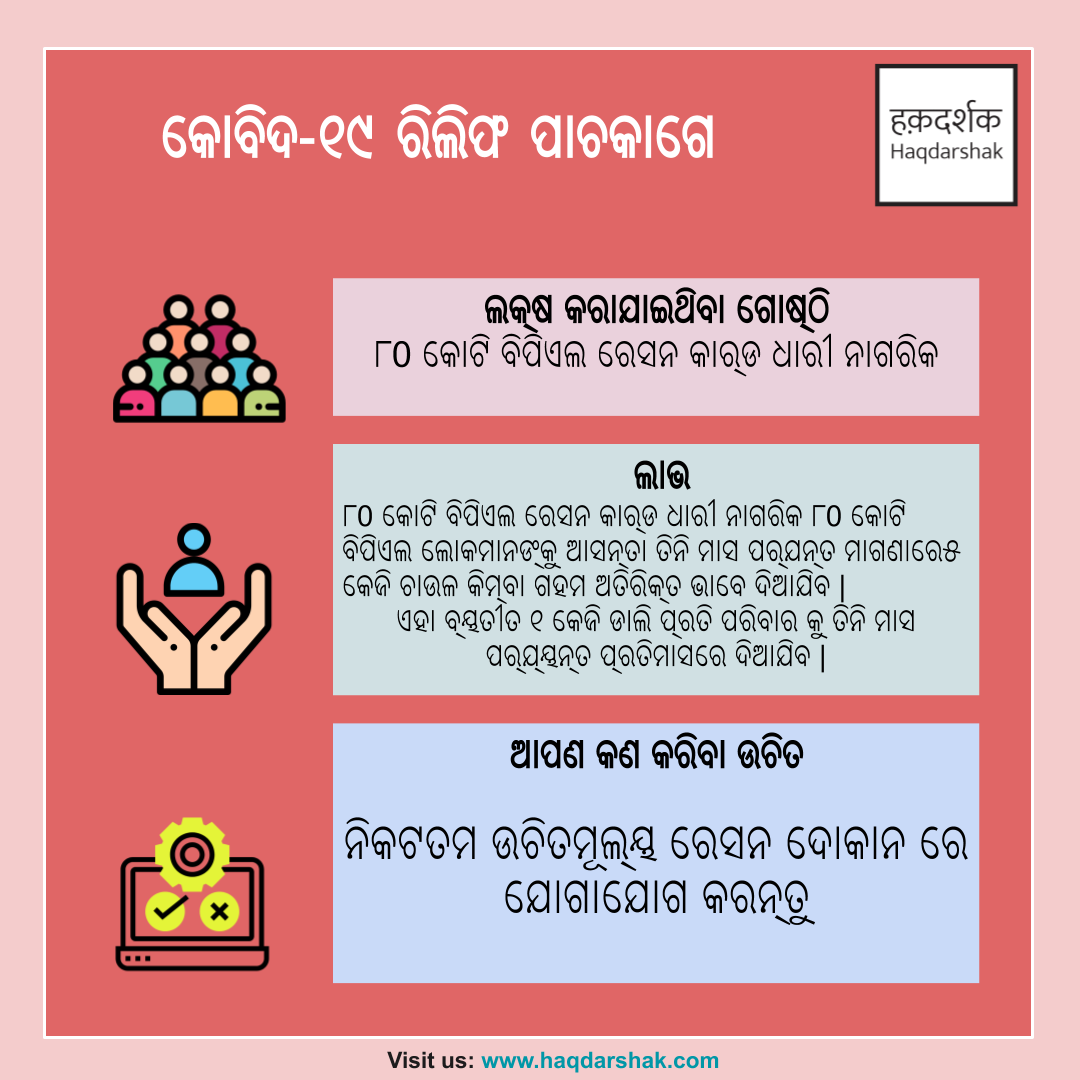 କୋବିଦ-୧୯ ରିଲିଫ ପାଚକାଗେ
हक़दर्शक
Haqdarshak
ଲକ୍‌ଷ କରାଯାଇଥିବା ଗୋଷ୍‌ଠି
୮0 କୋଟି ବିପିଏଲ ରେସନ କାର୍‌ଡ ଧାରୀ ନାଗରିକ
ଲାଭ
୮0 କୋଟି ବିପିଏଲ ରେସନ କାର୍‌ଡ ଧାରୀ ନାଗରିକ ୮0 କୋଟି
ବିପିଏଲ ଲୋକମାନଙ୍‌କୁ ଆସନ୍‌ତା ତିନି ମାସ ପର୍‌ଯନ୍‌ତ ମାଗଣାରେ୫
କେଜି ଚାଉଳ କିମ୍‌ବା ଗହମ ଅତିରିକ୍‌ତ ଭାବେ ଦିଆଯିବ |
ଏହା ବ୍‌ୟତୀତ ୧ କେଜି ଡାଲି ପ୍‌ରତି ପରିବାର କୁ ତିନି ମାସ
ପର୍‌ଯ୍‌ୟନ୍‌ତ ପ୍‌ରତିମାସରେ ଦିଆଯିବ |
ଆପଣ କଣ କରିବା ଉଚିତ
ନିକଟତମ ଉଚିତମୂଲ୍‌ୟ ରେସନ ଦୋକାନ ରେ
ଯୋଗାଯୋଗ କରନ୍‌ତୁ
Visit us: www.haqdarshak.com